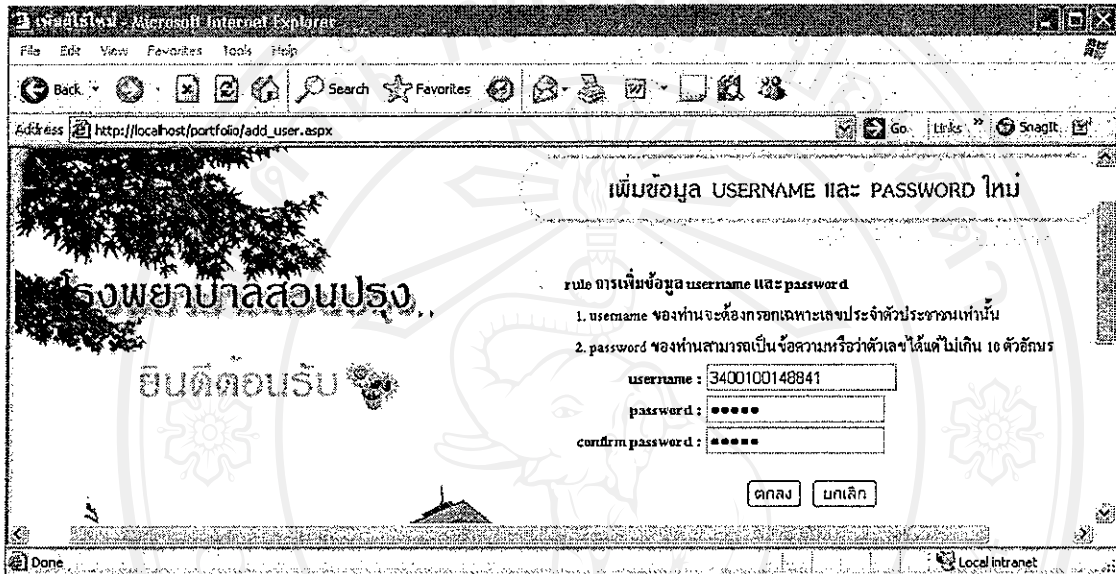 เพิ่มผู้ใช้ใหม่ - Microsoft Internet Explorer
File Edit View Favorites Tools Help
Back Search Favorites
Address http://localhost/portfolio/add_user.aspx Go Links » SnagIt
เพิ่มข้อมูล USERNAME และ PASSWORD ใหม่
โรงพยาบาลสวนปรุง
ยินดีต้อนรับ
rule การเพิ่มข้อมูล username และ password
1. username ของท่านจะต้องกรอกเฉพาะเลขประจำตัวประชาชนเท่านั้น
2. password ของท่านสามารถเป็นข้อความหรือว่าตัวเลขได้แต่ไม่เกิน 10 ตัวอักษร
username : 3400100148841
password : •••••
confirm password : •••••
ตกลง ยกเลิก
Done Local intranet